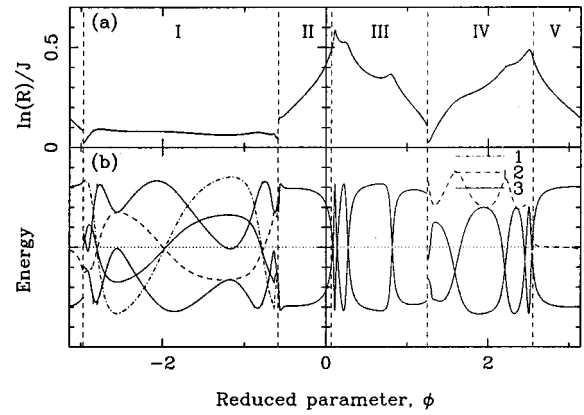 (a)
I
II
III
IV
V
0.5
0
ln(R)/J
(b)
1
2
3
Energy
-2
0
2
Reduced parameter, ϕ